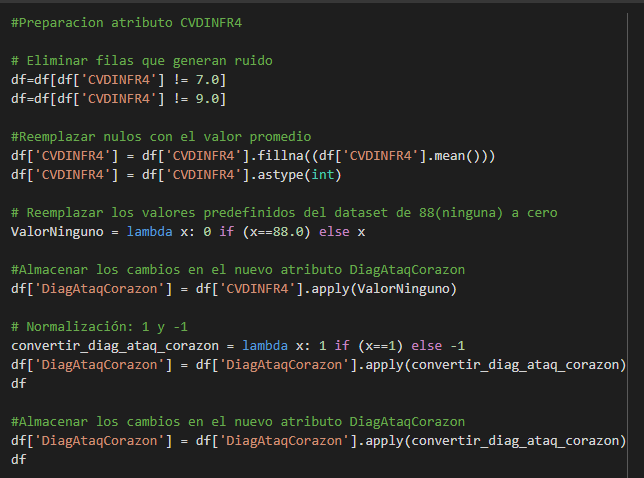 #Preparacion atributo CVDINFR4
# Eliminar filas que generan ruido
df=df[df['CVDINFR4'] != 7.0]
df=df[df['CVDINFR4'] != 9.0]
#Reemplazar nulos con el valor promedio
df['CVDINFR4'] = df['CVDINFR4'].fillna((df['CVDINFR4'].mean()))
df['CVDINFR4'] = df['CVDINFR4'].astype(int)
# Reemplazar los valores predefinidos del dataset de 88(ninguna) a cero
ValorNinguno = lambda x: 0 if (x==88.0) else x
#Almacenar los cambios en el nuevo atributo DiagAtaqCorazon
df['DiagAtaqCorazon'] = df['CVDINFR4'].apply(ValorNinguno)
# Normalización: 1 y -1
convertir_diag_ataq_corazon = lambda x: 1 if (x==1) else -1
df['DiagAtaqCorazon'] = df['DiagAtaqCorazon'].apply(convertir_diag_ataq_corazon)
df
#Almacenar los cambios en el nuevo atributo DiagAtaqCorazon
df['DiagAtaqCorazon'] = df['DiagAtaqCorazon'].apply(convertir_diag_ataq_corazon)
df